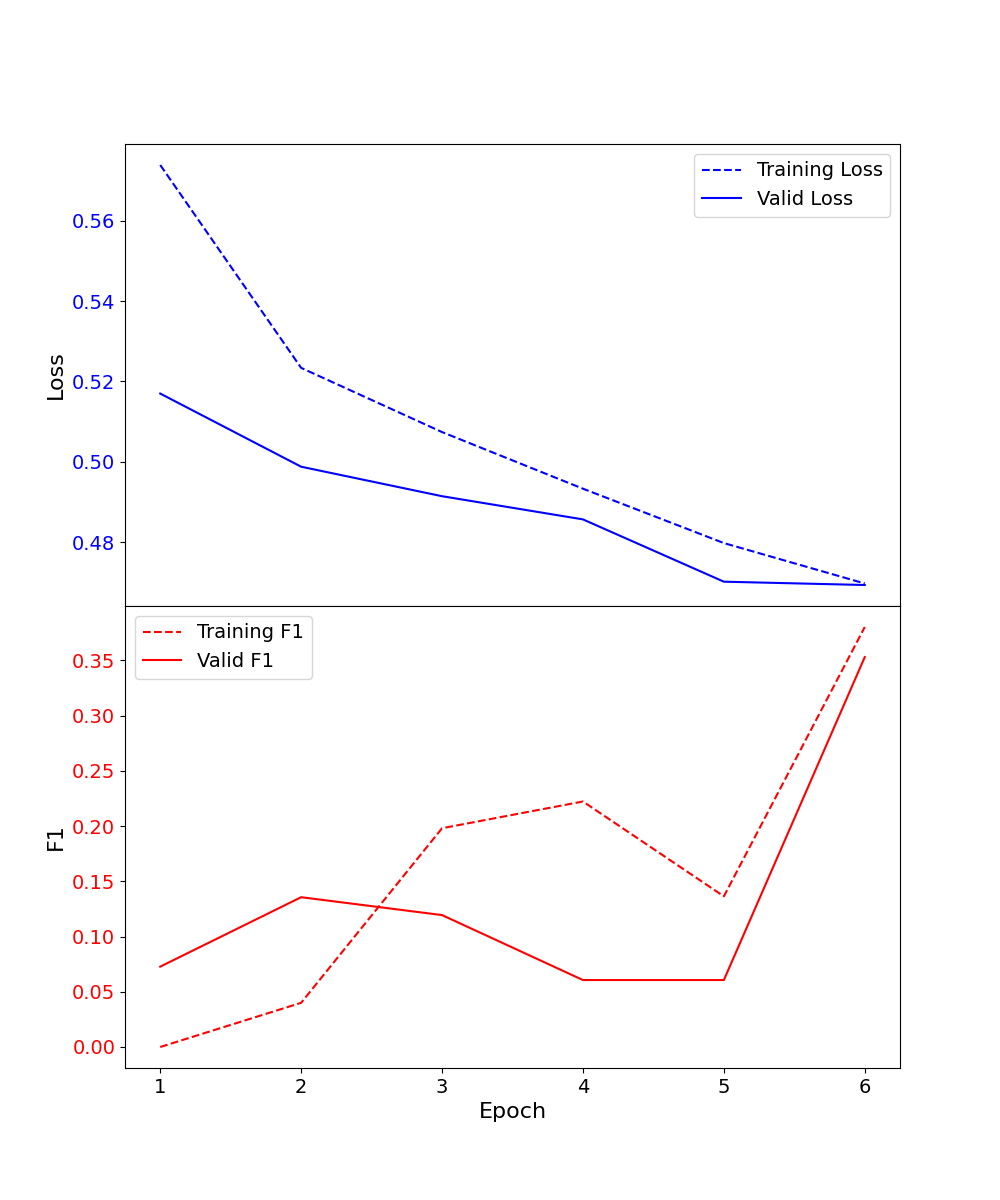 Training Loss
Valid Loss
0.56
0.54
0.52
0.50
0.48
Loss
Training F1
Valid F1
0.35
0.30
0.25
0.20
0.15
0.10
0.05
0.00
F1
1 2 3 4 5 6
Epoch